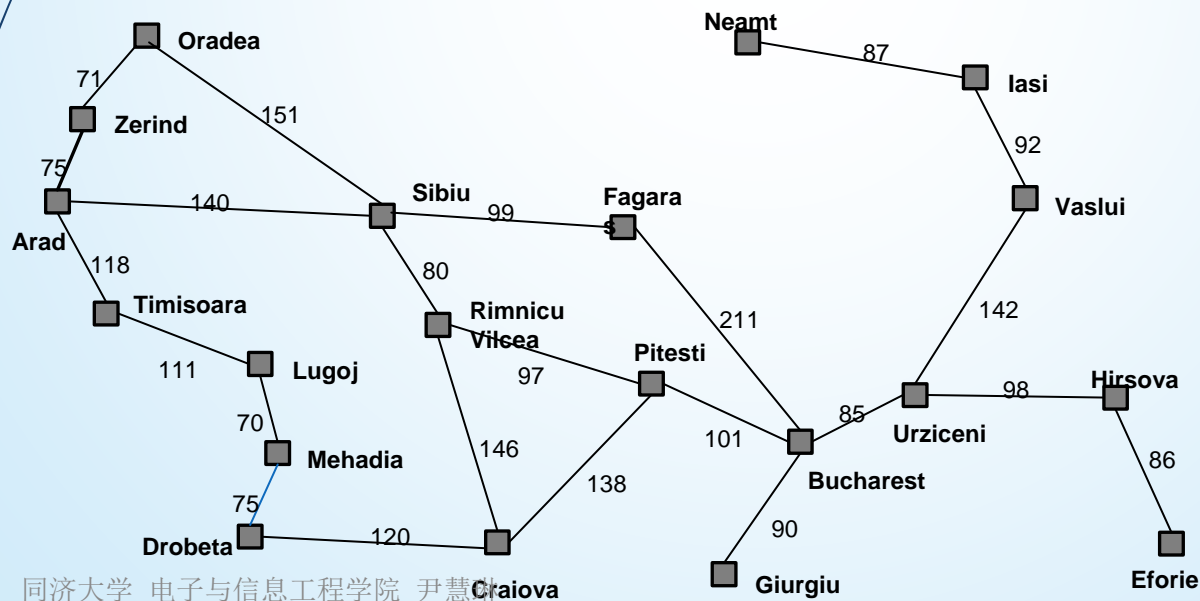 Neamt
Oradea
87
Iasi
71
151
Zerind
92
75
140
Sibiu
99
Fagaras
Vaslui
Arad
118
80
Timisoara
Rimnicu
Vilcea
211
142
Pitesti
111
Lugoj
97
Hirsova
98
85
70
101
Urziceni
Mehadia
146
Bucharest
86
138
75
Drobeta
120
90
Giurgiu
Eforie
Craiova
同济大学 电子与信息工程学院 尹慧琳